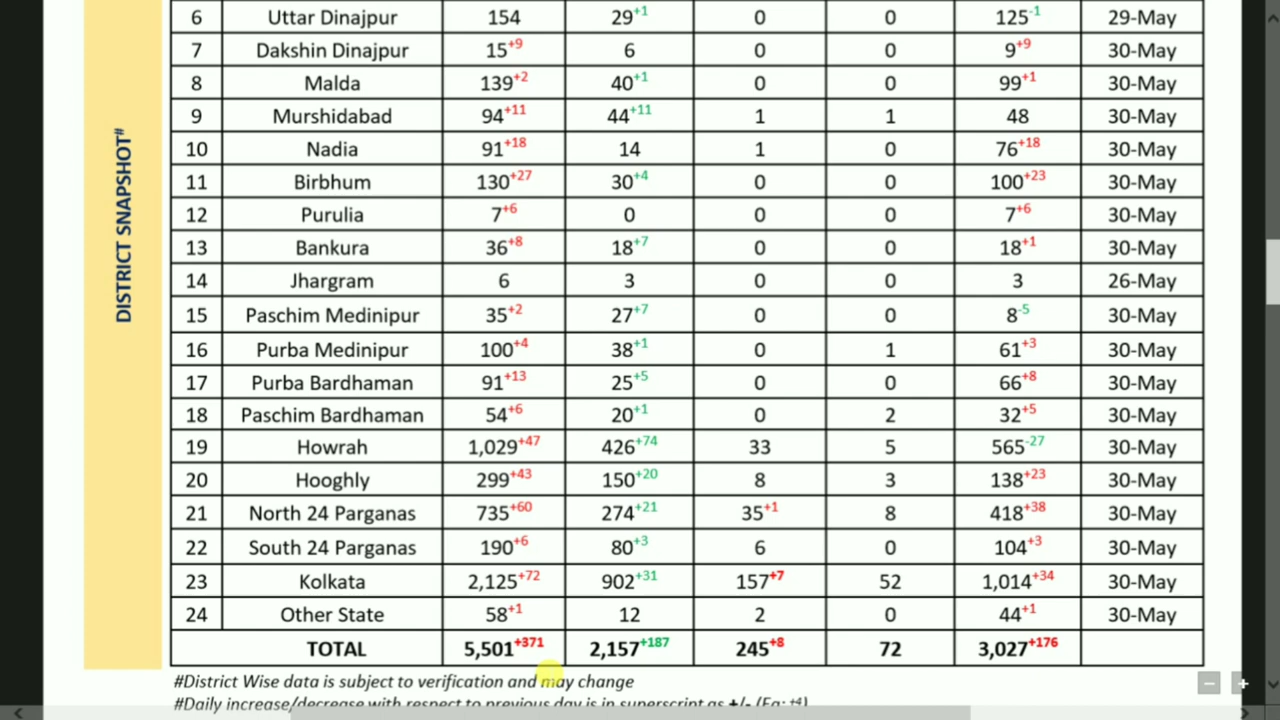 DISTRICT SNAPSHOT#
6 Uttar Dinajpur 154 29+1 0 0 125-1 29-May
7 Dakshin Dinajpur 15+9 6 0 0 9+9 30-May
8 Malda 139+2 40+1 0 0 99+1 30-May
9 Murshidabad 94+11 44+11 1 1 48 30-May
10 Nadia 91+18 14 1 0 76+18 30-May
11 Birbhum 130+27 30+4 0 0 100+23 30-May
12 Purulia 7+6 0 0 0 7+6 30-May
13 Bankura 36+8 18+7 0 0 18+1 30-May
14 Jhargram 6 3 0 0 3 26-May
15 Paschim Medinipur 35+2 27+7 0 0 8-5 30-May
16 Purba Medinipur 100+4 38+1 0 1 61+3 30-May
17 Purba Bardhaman 91+13 25+5 0 0 66+8 30-May
18 Paschim Bardhaman 54+6 20+1 0 2 32+5 30-May
19 Howrah 1,029+47 426+74 33 5 565-27 30-May
20 Hooghly 299+43 150+20 8 3 138+23 30-May
21 North 24 Parganas 735+60 274+21 35+1 8 418+38 30-May
22 South 24 Parganas 190+6 80+3 6 0 104+3 30-May
23 Kolkata 2,125+72 902+31 157+7 52 1,014+34 30-May
24 Other State 58+1 12 2 0 44+1 30-May
TOTAL 5,501+371 2,157+187 245+8 72 3,027+176
#District Wise data is subject to verification and may change
#Daily increase/decrease with respect to previous day is in superscript as +/- (Eg: